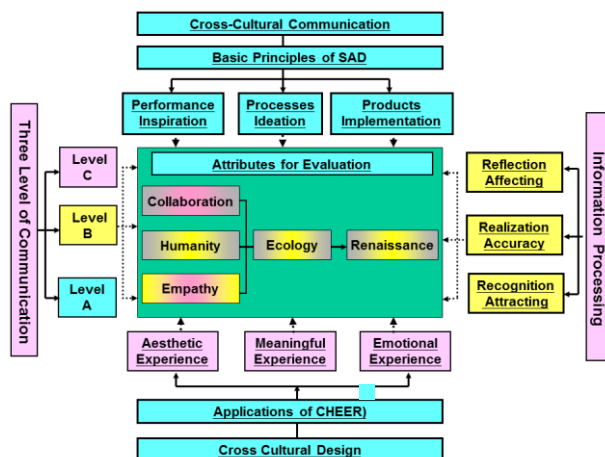 Cross-Cultural Communication
Basic Principles of SAD
Performance
Inspiration
Processes
Ideation
Products
Implementation
Three Level of Communication
Level
C
Level
B
Level
A
Attributes for Evaluation
Collaboration
Humanity
Empathy
Ecology
Renaissance
Reflection
Affecting
Realization
Accuracy
Recognition
Attracting
Information Processing
Aesthetic
Experience
Meaningful
Experience
Emotional
Experience
Applications of CHEER)
Cross Cultural Design